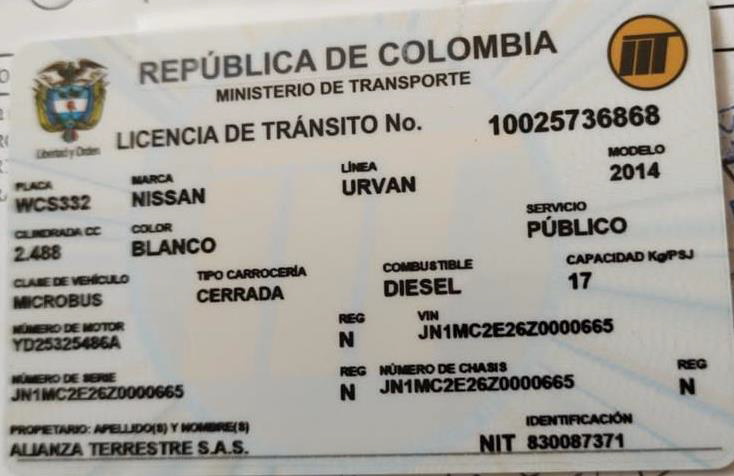 REPÚBLICA DE COLOMBIA
MINISTERIO DE TRANSPORTE
Libertad y Orden
LICENCIA DE TRÁNSITO No. 10025736868
PLACA MARCA LÍNEA MODELO
WCS332 NISSAN URVAN 2014
CILINDRADA CC COLOR SERVICIO
2.488 BLANCO PÚBLICO
CLASE DE VEHÍCULO TIPO CARROCERÍA COMBUSTIBLE CAPACIDAD Kg/PSJ
MICROBUS CERRADA DIESEL 17
NÚMERO DE MOTOR REG VIN
YD25325486A N JN1MC2E26Z0000665
NÚMERO DE SERIE REG NÚMERO DE CHASIS REG
JN1MC2E26Z0000665 N JN1MC2E26Z0000665 N
PROPIETARIO: APELLIDO(S) Y NOMBRE(S) IDENTIFICACIÓN
ALIANZA TERRESTRE S.A.S. NIT 830087371